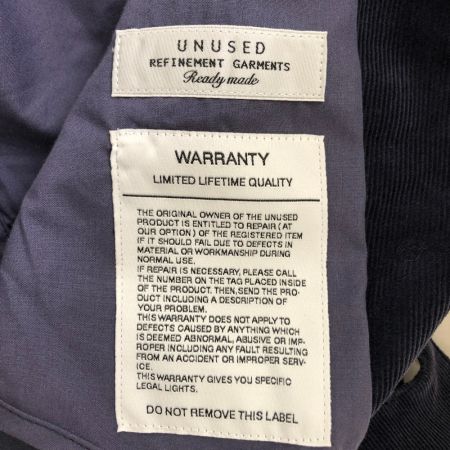 UNUSED
REFINEMENT GARMENTS
Ready made
WARRANTY
LIMITED LIFETIME QUALITY
THE ORIGINAL OWNER OF THE UNUSED
PRODUCT IS ENTITLED TO REPAIR ( AT
OUR OPTION ) OF THE REGISTERED ITEM
IF IT SHOULD FAIL DUE TO DEFECTS IN
MATERIAL OR WORKMANSHIP DURING
NORMAL USE.
IF REPAIR IS NECESSARY, PLEASE CALL
THE NUMBER ON THE TAG PLACED INSIDE
OF THE PRODUCT. THEN, SEND THE PRO-
DUCT INCLUDING A DESCRIPTION OF
YOUR PROBLEM.
THIS WARRANTY DOES NOT APPLY TO
DEFECTS CAUSED BY ANYTHING WHICH
IS DEEMED ABNORMAL, ABUSIVE OR IMP-
ROPER INCLUDING ANY FAULT RESULTING
FROM AN ACCIDENT OR IMPROPER SERV-
ICE.
THIS WARRANTY GIVES YOU SPECIFIC
LEGAL LIGHTS.
DO NOT REMOVE THIS LABEL